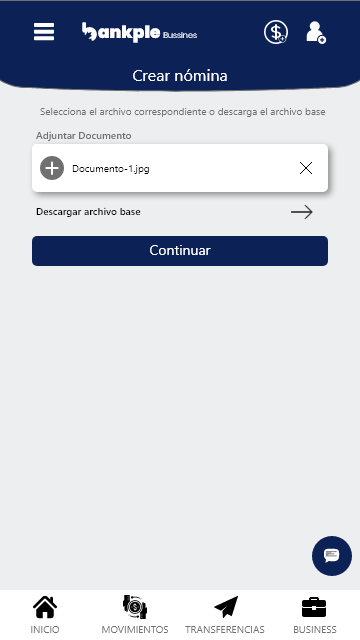 bankple Bussines
Crear nómina
Selecciona el archivo correspondiente o descarga el archivo base
Adjuntar Documento
Documento-1.jpg
Descargar archivo base
Continuar
INICIO
MOVIMIENTOS
TRANSFERENCIAS
BUSINESS